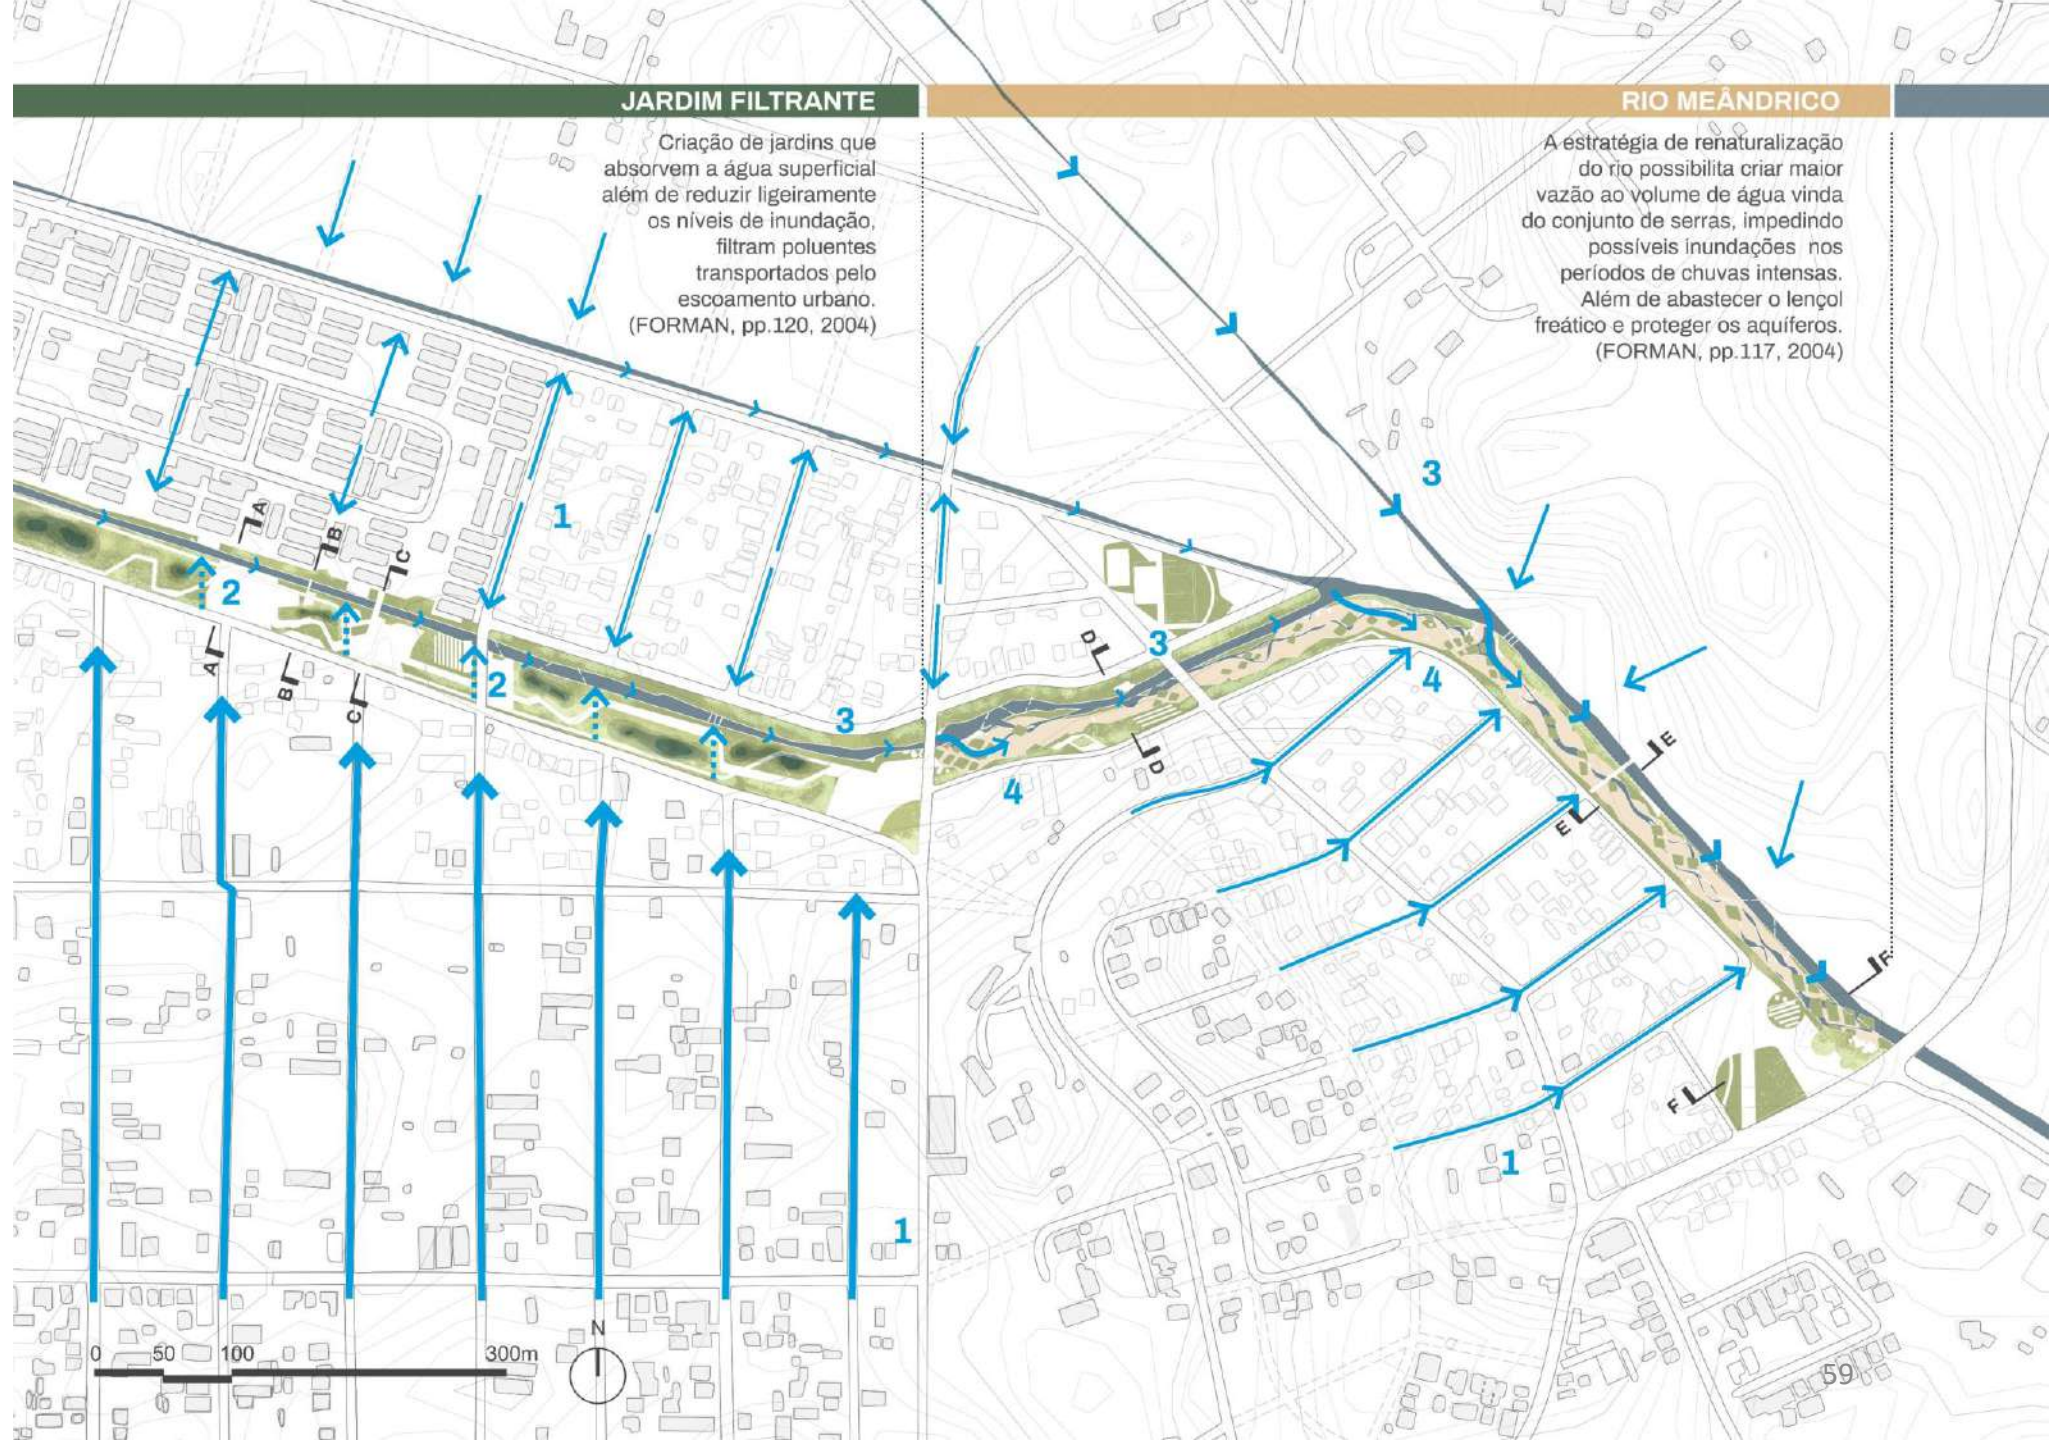 JARDIM FILTRANTE
Criação de jardins que
absorvem a água superficial
além de reduzir ligeiramente
os níveis de inundação,
filtram poluentes
transportados pelo
escoamento urbano.
(FORMAN, pp.120, 2004)
RIO MEÂNDRICO
A estratégia de renaturalização
do rio possibilita criar maior
vazão ao volume de água vinda
do conjunto de serras, impedindo
possíveis inundações nos
períodos de chuvas intensas.
Além de abastecer o lençol
freático e proteger os aquíferos.
(FORMAN, pp.117, 2004)
3
1
A
B
C
2
A
B
C
2
3
D
3
D
4
4
E
E
F
F
1
1
N
0 50 100 300m
59